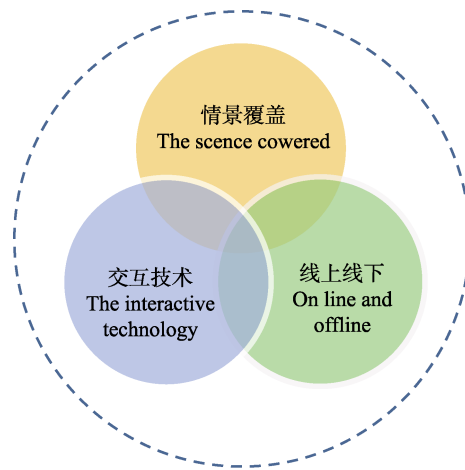 情景覆盖
The scence cowered
交互技术
The interactive
technology
线上线下
On line and
offline